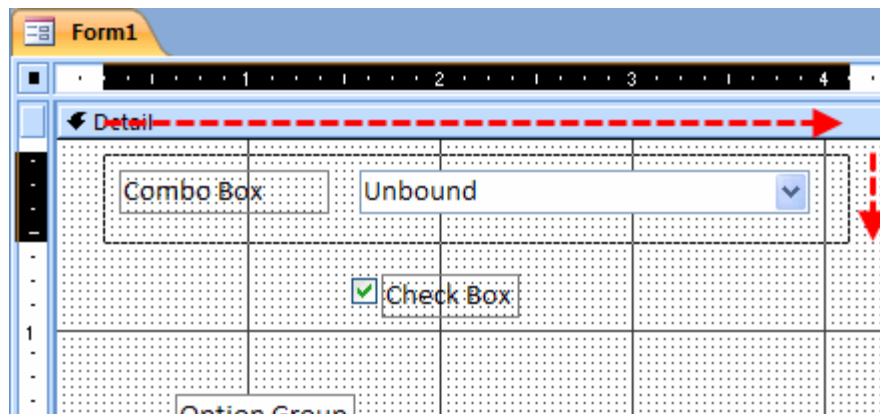 Form1
1 2 3 4
Detail
Combo Box Unbound
Check Box
1
Option Group